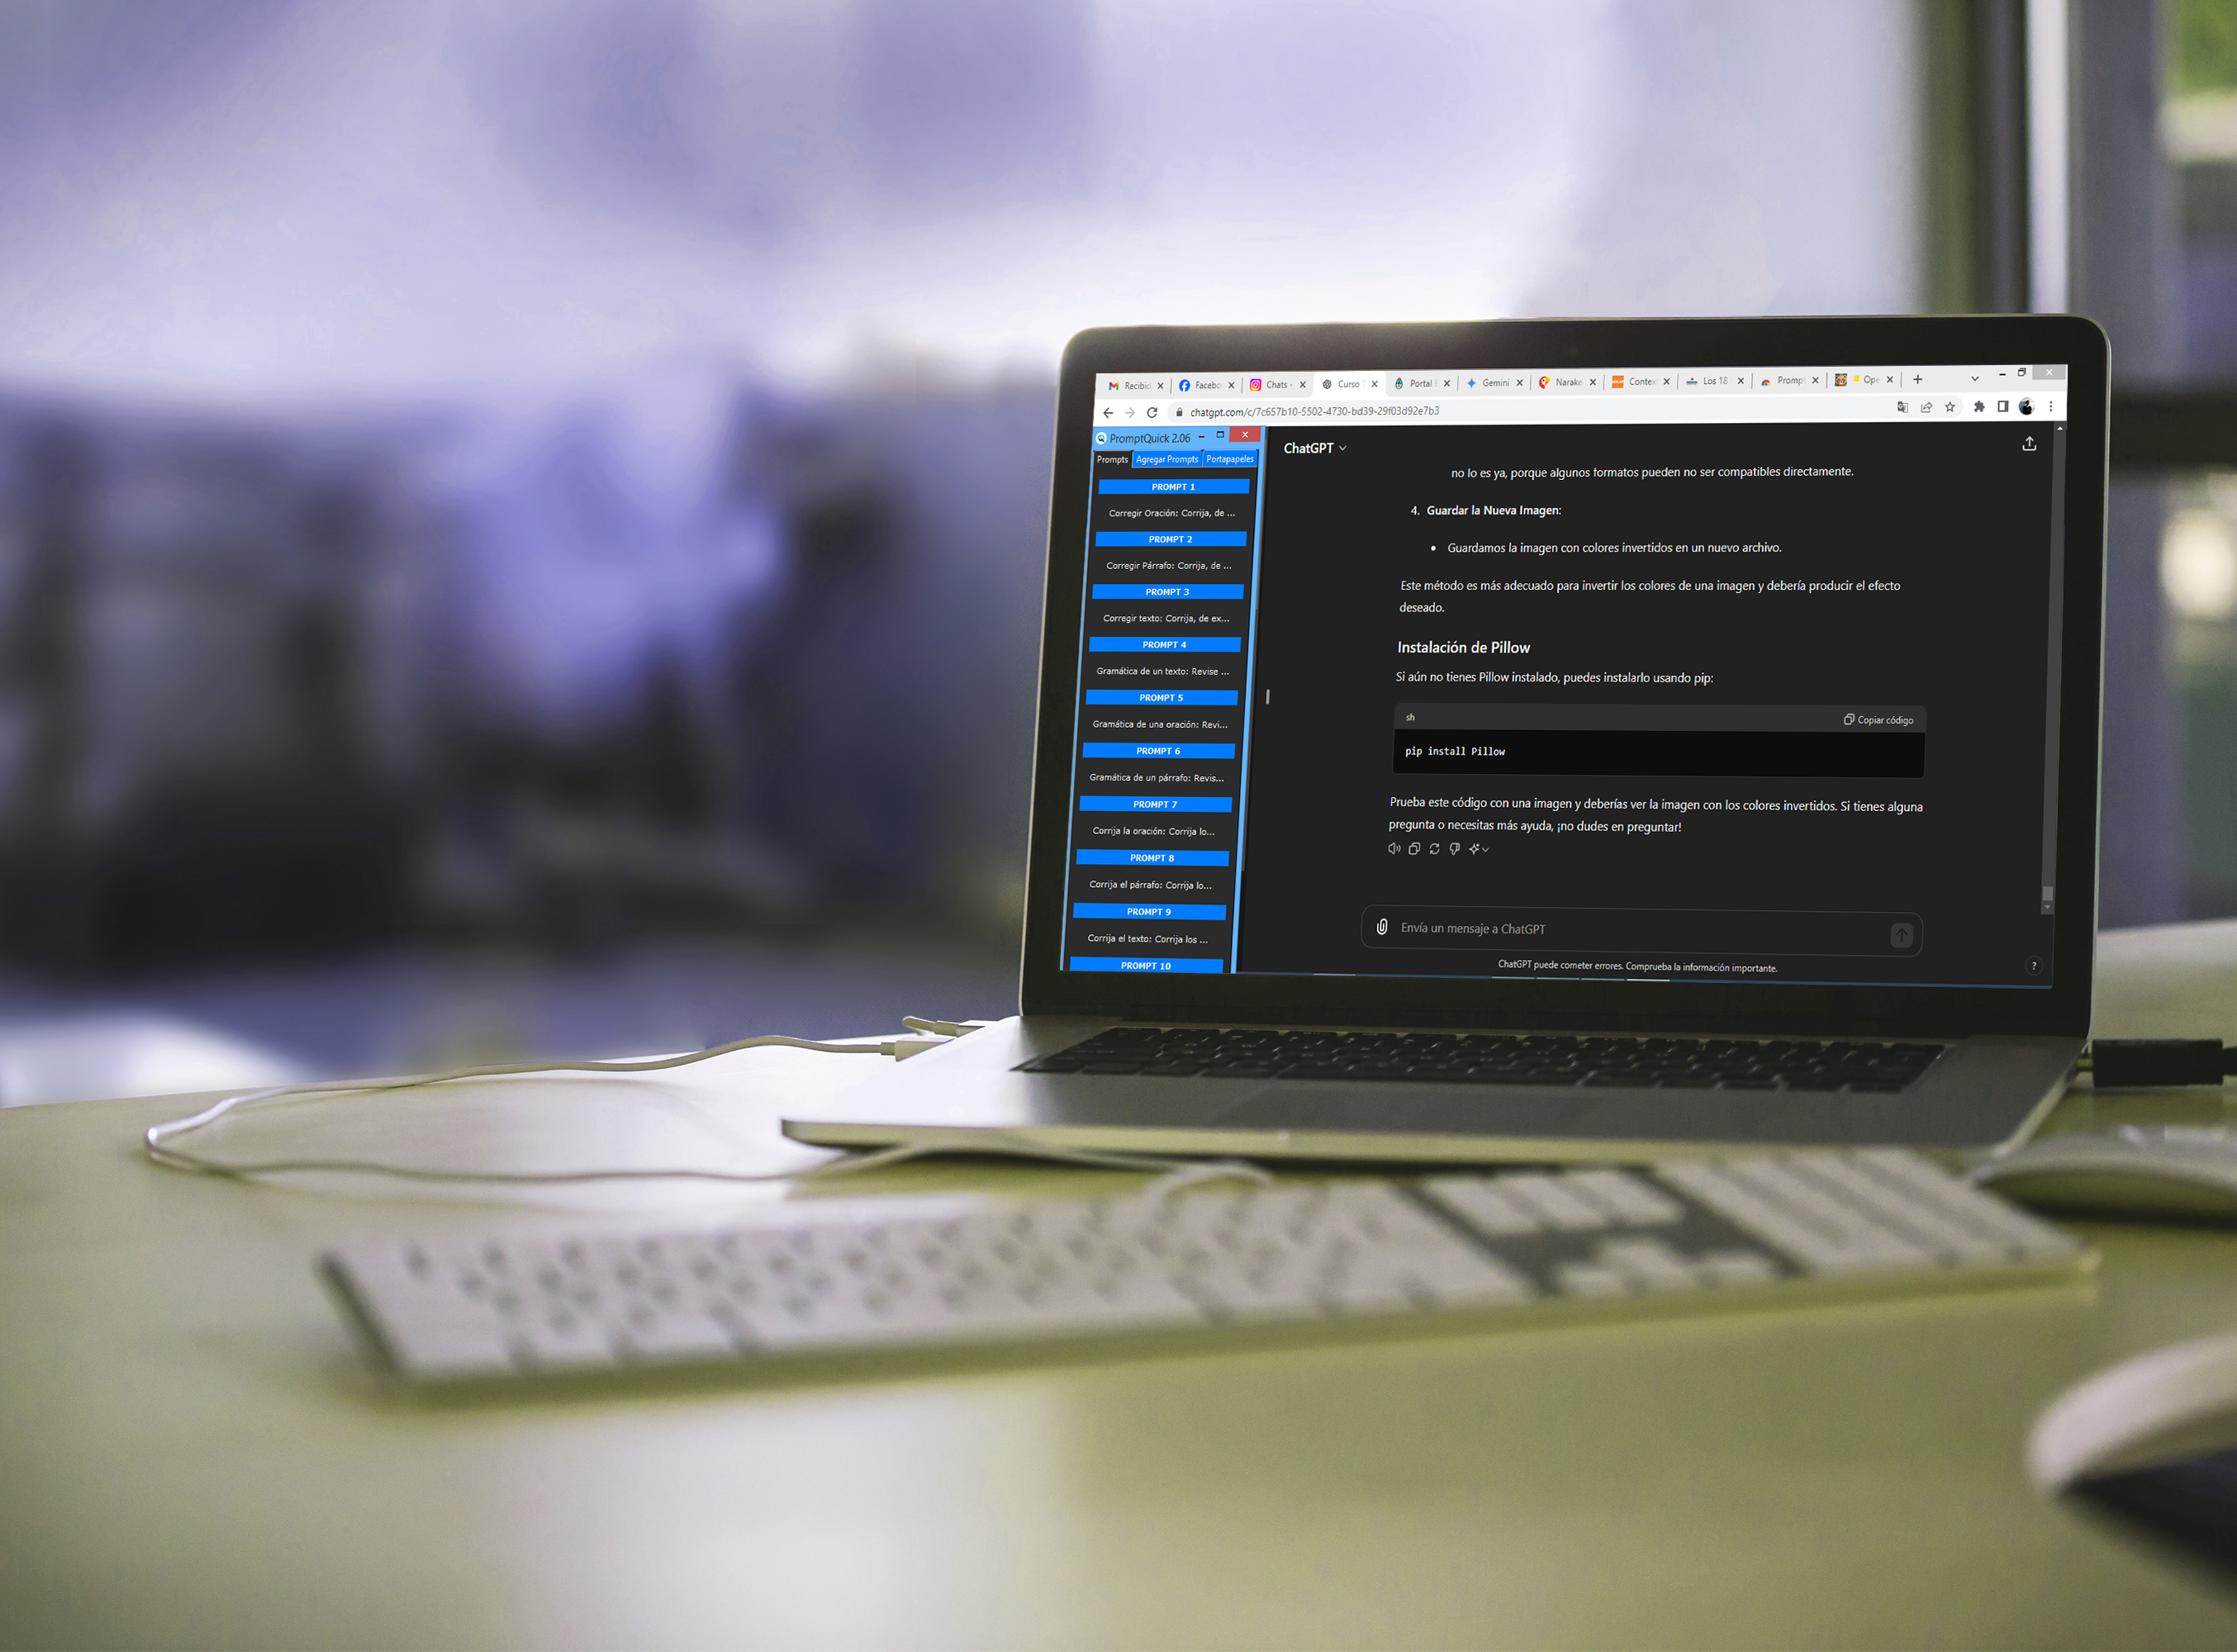 Recibid
Facebo
Chats
Curso
Portal
Gemini
Narake
Contex
Los 18
Prompt
Ope
chatgpt.com/c/7c657b10-5502-4730-bd39-29f03d92e7b3
PromptQuick 2.06
Prompts Agregar Prompts Portapapeles
PROMPT 1
Corregir Oración: Corrija, de ...
PROMPT 2
Corregir Párrafo: Corrija, de ...
PROMPT 3
Corregir texto: Corrija, de ex...
PROMPT 4
Gramática de un texto: Revise ...
PROMPT 5
Gramática de una oración: Revi...
PROMPT 6
Gramática de un párrafo: Revis...
PROMPT 7
Corrija la oración: Corrija lo...
PROMPT 8
Corrija el párrafo: Corrija lo...
PROMPT 9
Corrija el texto: Corrija los ...
PROMPT 10
ChatGPT
no lo es ya, porque algunos formatos pueden no ser compatibles directamente.
4. Guardar la Nueva Imagen:
• Guardamos la imagen con colores invertidos en un nuevo archivo.
Este método es más adecuado para invertir los colores de una imagen y debería producir el efecto
deseado.
Instalación de Pillow
Si aún no tienes Pillow instalado, puedes instalarlo usando pip:
sh
Copiar código
pip install Pillow
Prueba este código con una imagen y deberías ver la imagen con los colores invertidos. Si tienes alguna
pregunta o necesitas más ayuda, ¡no dudes en preguntar!
Envía un mensaje a ChatGPT
ChatGPT puede cometer errores. Comprueba la información importante.
?